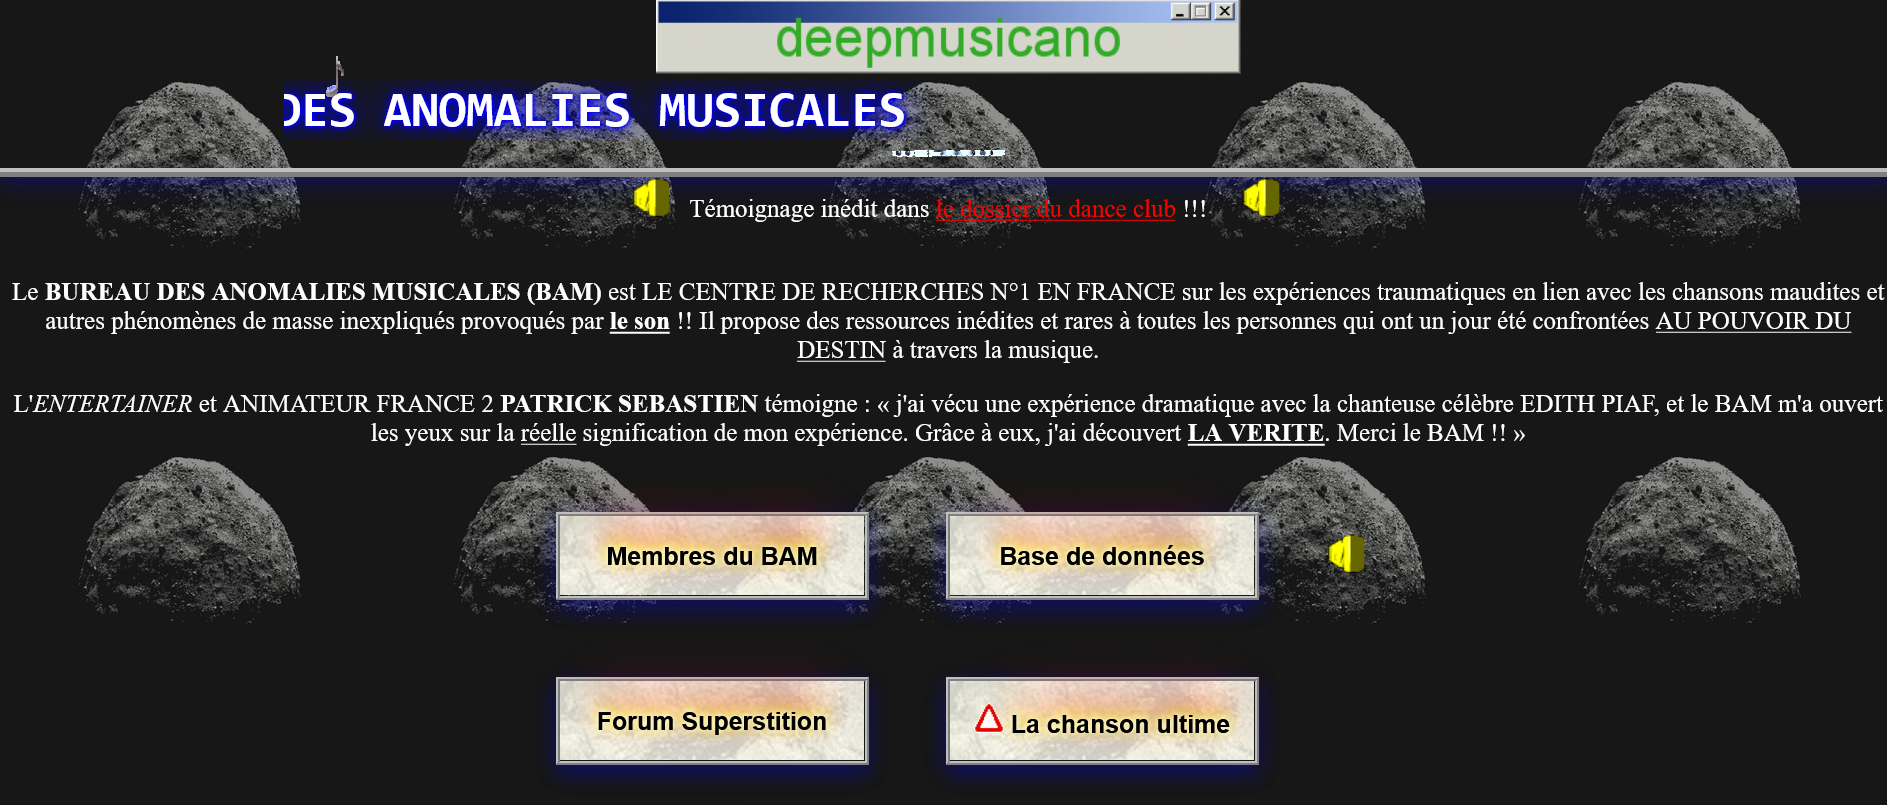 deepmusicano
DES ANOMALIES MUSICALES
Témoignage inédit dans le dossier du dance club !!!
Le BUREAU DES ANOMALIES MUSICALES (BAM) est LE CENTRE DE RECHERCHES N°1 EN FRANCE sur les expériences traumatiques en lien avec les chansons maudites et
autres phénomènes de masse inexpliqués provoqués par le son !! Il propose des ressources inédites et rares à toutes les personnes qui ont un jour été confrontées AU POUVOIR DU
DESTIN à travers la musique.
L'ENTERTAINER et ANIMATEUR FRANCE 2 PATRICK SEBASTIEN témoigne : « j'ai vécu une expérience dramatique avec la chanteuse célèbre EDITH PIAF, et le BAM m'a ouvert
les yeux sur la réelle signification de mon expérience. Grâce à eux, j'ai découvert LA VERITE. Merci le BAM !! »
Membres du BAM
Base de données
Forum Superstition
La chanson ultime